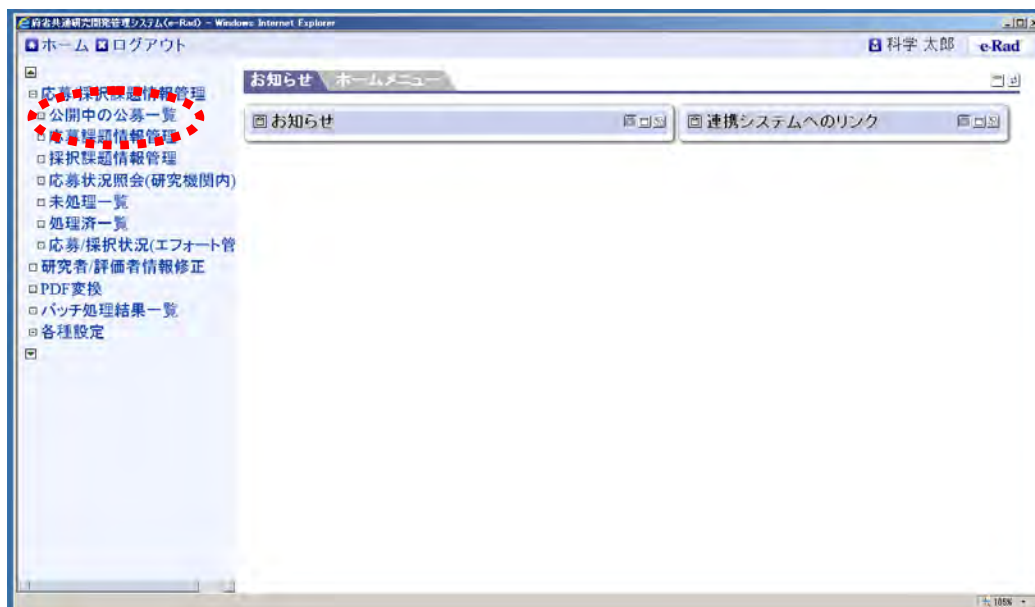 府省共通研究開発管理システム(e-Rad) - Windows Internet Explorer
ホーム ログアウト 科学 太郎 e-Rad
お知らせ ホームメニュー
応募/採択課題情報管理
公開中の公募一覧
応募課題情報管理
採択課題情報管理
応募状況照会(研究機関内)
未処理一覧
処理済一覧
応募/採択状況(エフォート管
研究者/評価者情報修正
PDF変換
バッチ処理結果一覧
各種設定
お知らせ
連携システムへのリンク
105%